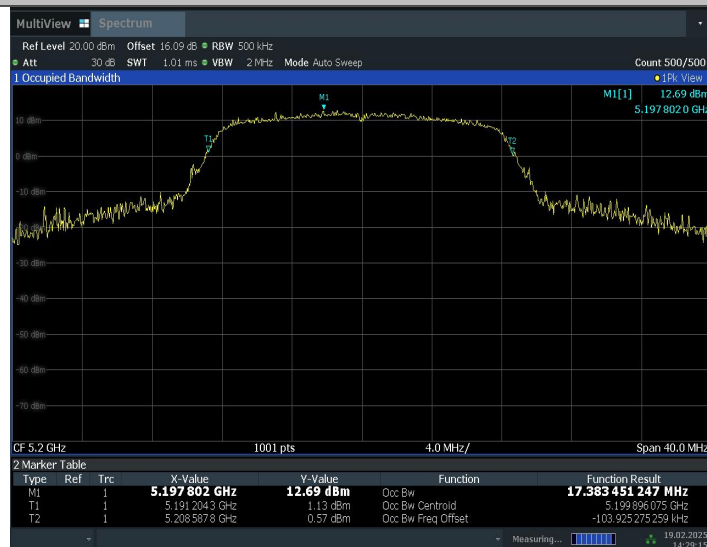 MultiView Spectrum
Ref Level 20.00 dBm Offset 16.09 dB RBW 500 kHz
Att 30 dB SWT 1.01 ms VBW 2 MHz Mode Auto Sweep Count 500/500
1 Occupied Bandwidth 1Pk View
M1[1] 12.69 dBm
5.197 802 0 GHz
M1
10 dBm
T1
T2
0 dBm
-10 dBm
-20 dBm
-30 dBm
-40 dBm
-50 dBm
-60 dBm
-70 dBm
CF 5.2 GHz 1001 pts 4.0 MHz/ Span 40.0 MHz
2 Marker Table
Type Ref Trc X-Value Y-Value Function Function Result
M1 1 5.197 802 GHz 12.69 dBm Occ Bw 17.383 451 247 MHz
T1 1 5.191 204 3 GHz 1.13 dBm Occ Bw Centroid 5.199 896 075 GHz
T2 1 5.208 587 8 GHz 0.57 dBm Occ Bw Freq Offset -103.925 275 259 kHz
Measuring... 19.02.2025
14:29:15